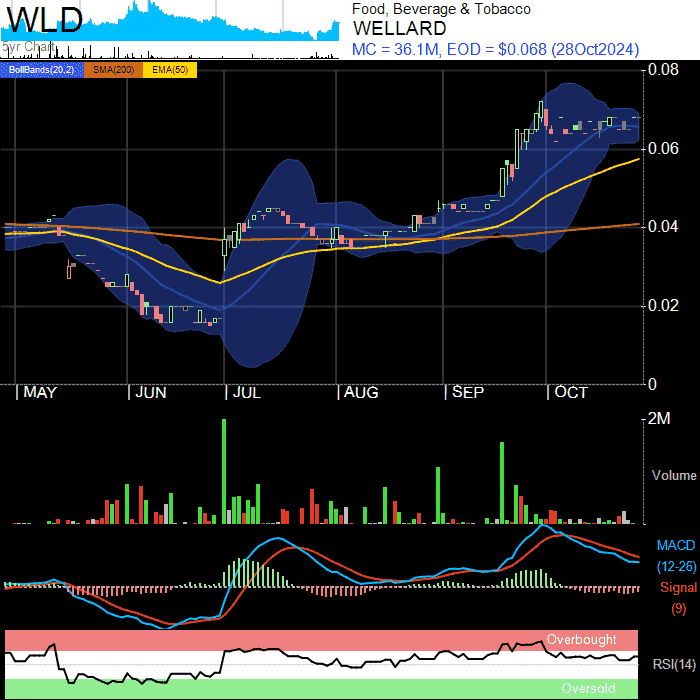 WLD
Food, Beverage & Tobacco
WELLARD
5yr Chart
MC = 36.1M, EOD = $0.068 (28Oct2024)
BollBands(20,2) SMA(200) EMA(50)
0.08
0.06
0.04
0.02
0
MAY JUN JUL AUG SEP OCT
2M
Volume
MACD
(12-26)
Signal
(9)
Overbought
RSI(14)
Oversold